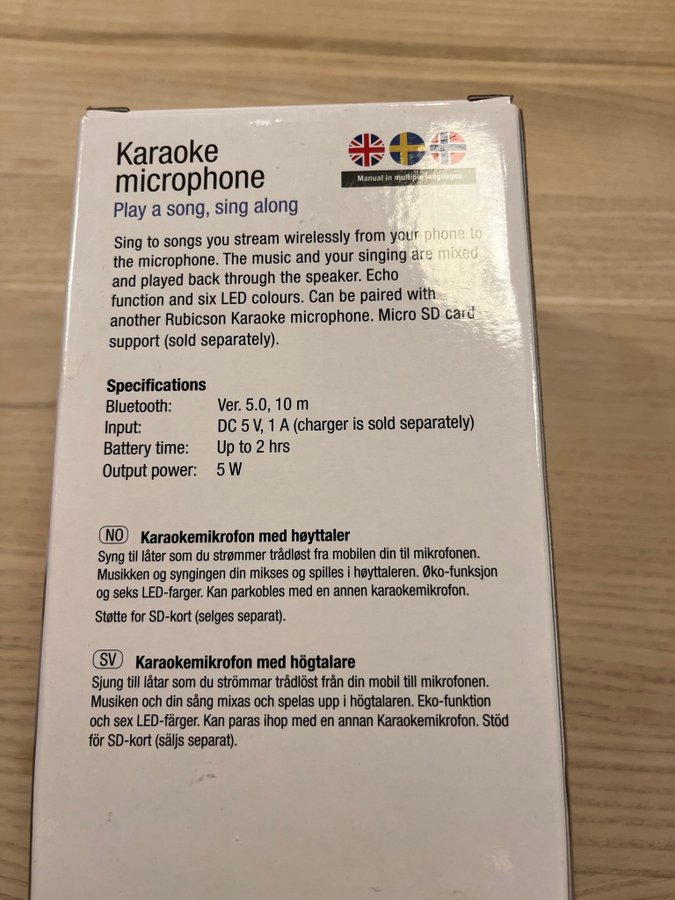 Karaoke
microphone
Manual in multiple languages
Play a song, sing along
Sing to songs you stream wirelessly from your phone to
the microphone. The music and your singing are mixed
and played back through the speaker. Echo
function and six LED colours. Can be paired with
another Rubicson Karaoke microphone. Micro SD card
support (sold separately).
Specifications
Bluetooth: Ver. 5.0, 10 m
Input: DC 5 V, 1 A (charger is sold separately)
Battery time: Up to 2 hrs
Output power: 5 W
NO Karaokemikrofon med høyttaler
Syng til låter som du strømmer trådløst fra mobilen din til mikrofonen.
Musikken og syngingen din mikses og spilles i høyttaleren. Øko-funksjon
og seks LED-farger. Kan parkobles med en annen karaokemikrofon.
Støtte for SD-kort (selges separat).
SV Karaokemikrofon med högtalare
Sjung till låtar som du strömmar trådlöst från din mobil till mikrofonen.
Musiken och din sång mixas och spelas upp i högtalaren. Eko-funktion
och sex LED-färger. Kan paras ihop med en annan Karaokemikrofon. Stöd
för SD-kort (säljs separat).